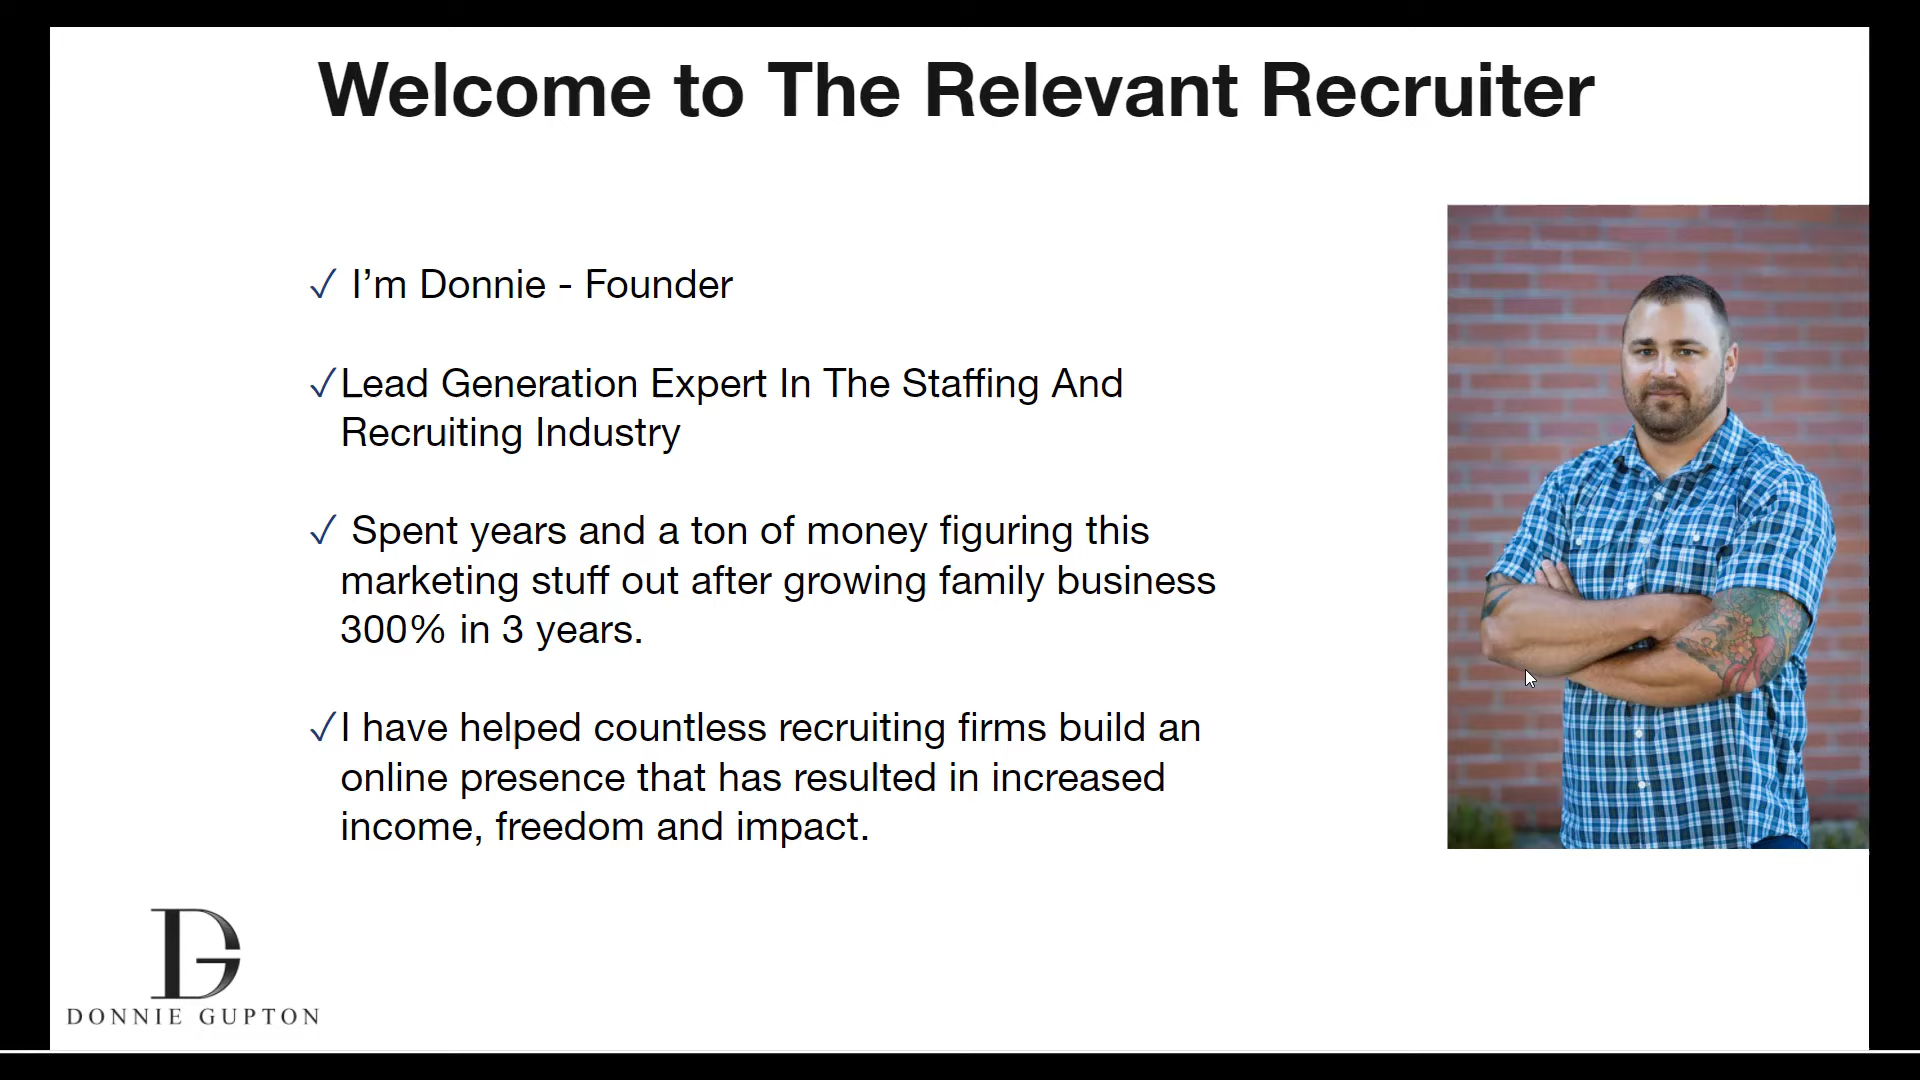 Welcome to The Relevant Recruiter
✓ I’m Donnie - Founder
✓Lead Generation Expert In The Staffing And
Recruiting Industry
✓ Spent years and a ton of money figuring this
marketing stuff out after growing family business
300% in 3 years.
✓I have helped countless recruiting firms build an
online presence that has resulted in increased
income, freedom and impact.
DG
DONNIE GUPTON